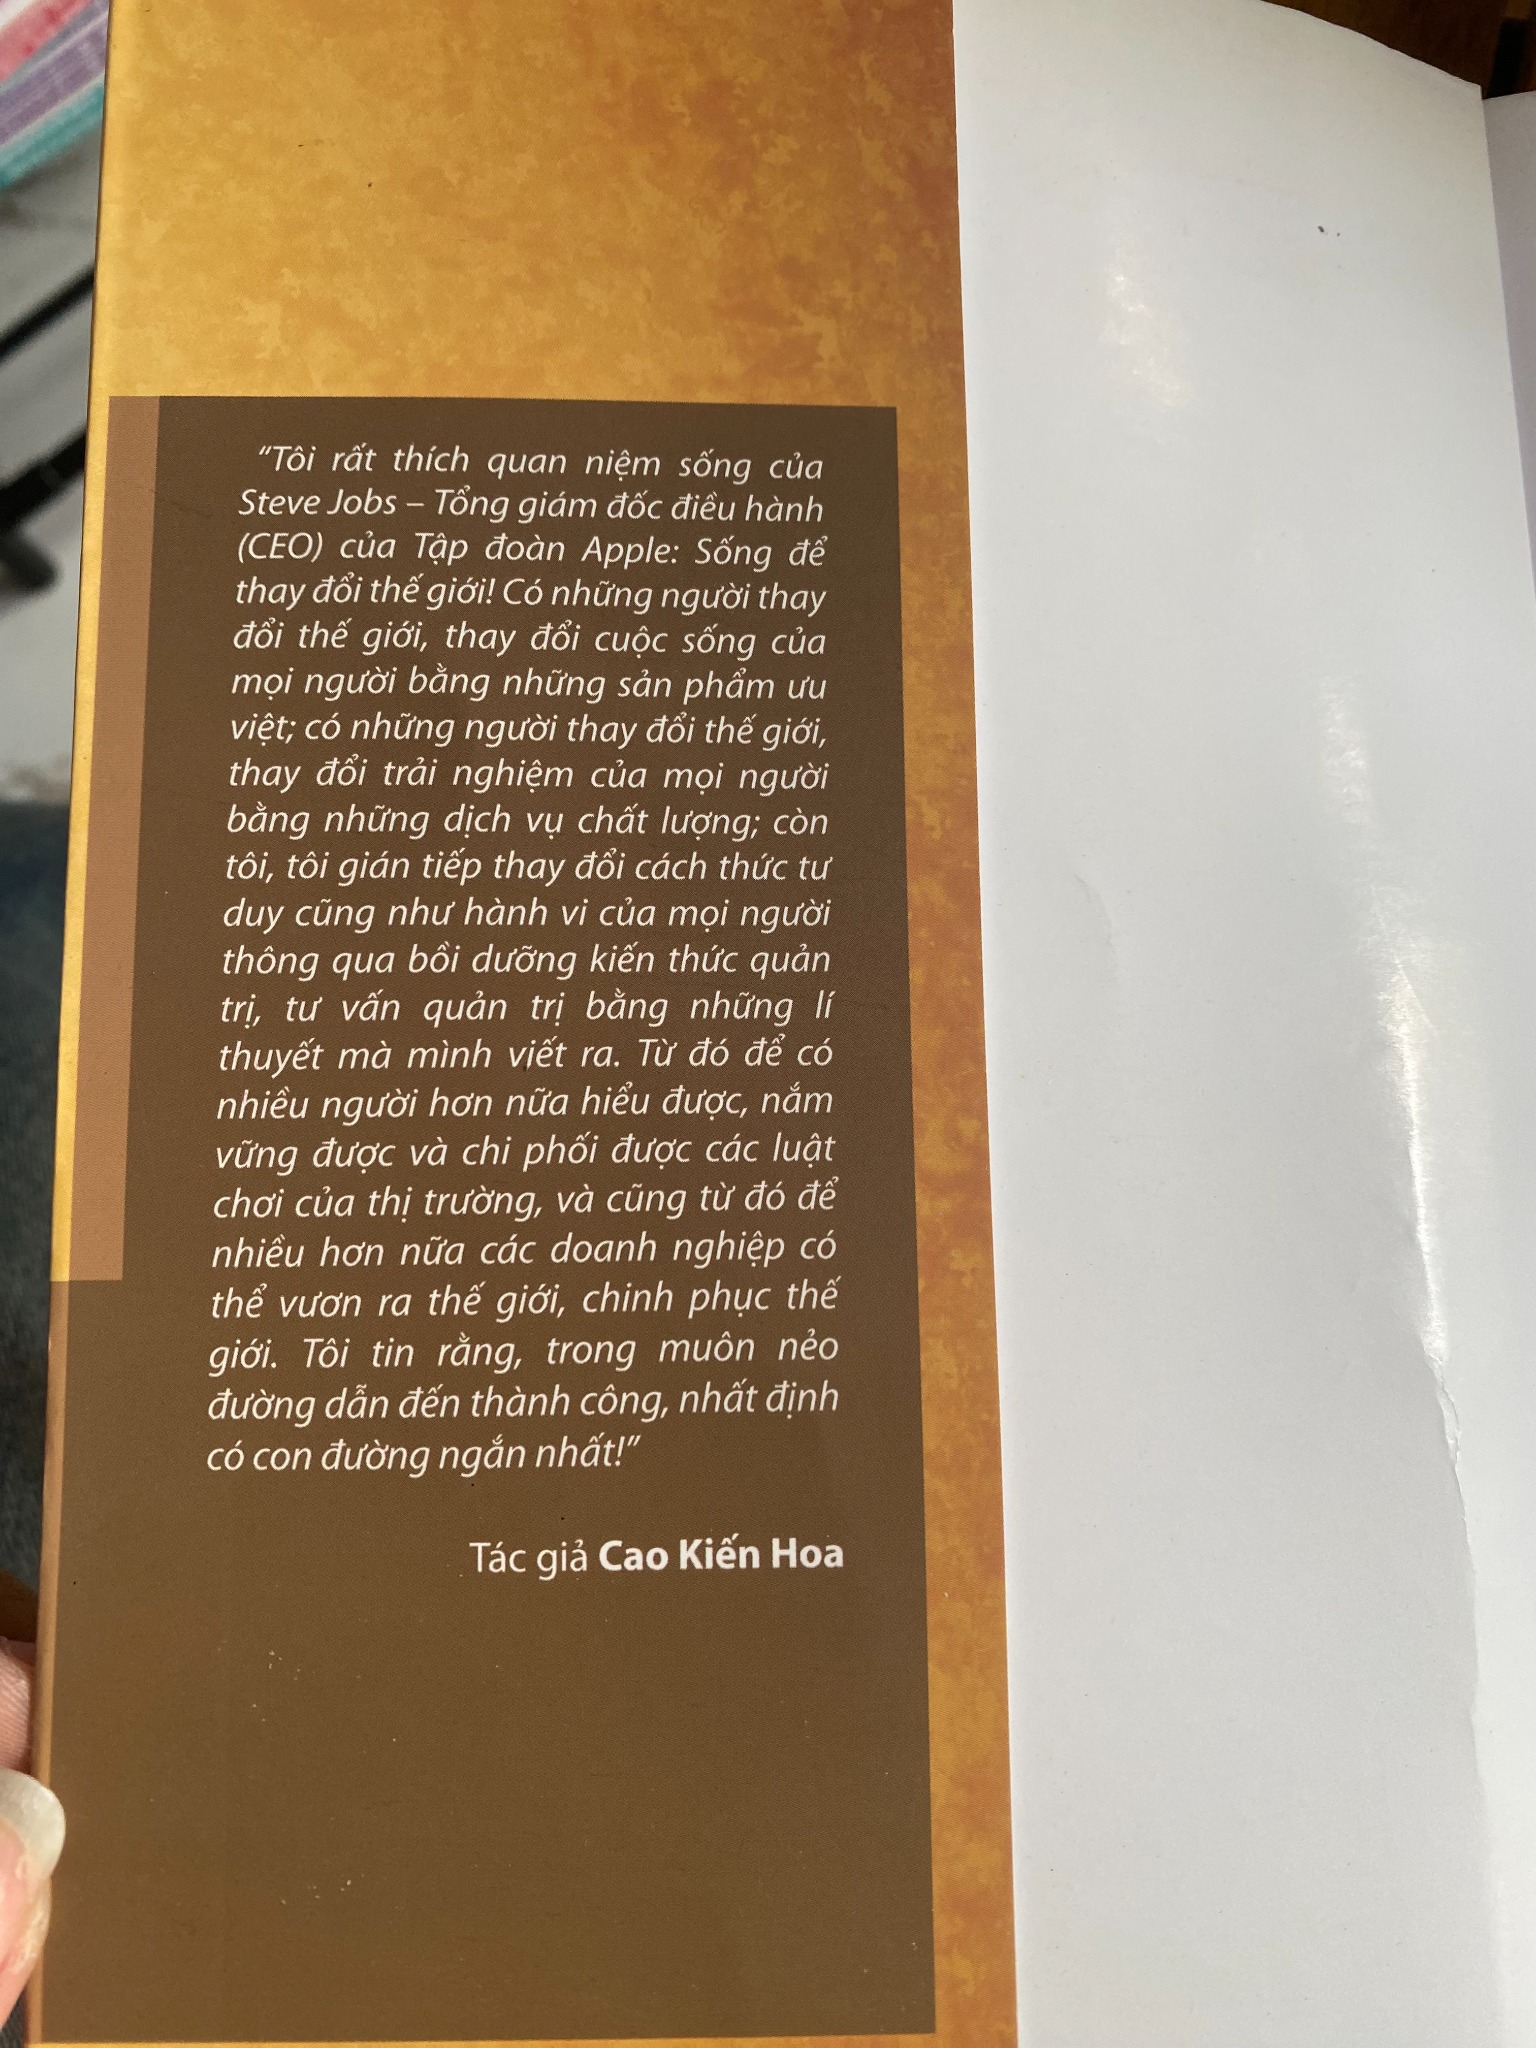 “Tôi rất thích quan niệm sống của
Steve Jobs – Tổng giám đốc điều hành
(CEO) của Tập đoàn Apple: Sống để
thay đổi thế giới! Có những người thay
đổi thế giới, thay đổi cuộc sống của
mọi người bằng những sản phẩm ưu
việt; có những người thay đổi thế giới,
thay đổi trải nghiệm của mọi người
bằng những dịch vụ chất lượng; còn
tôi, tôi gián tiếp thay đổi cách thức tư
duy cũng như hành vi của mọi người
thông qua bồi dưỡng kiến thức quản
trị, tư vấn quản trị bằng những lí
thuyết mà mình viết ra. Từ đó để có
nhiều người hơn nữa hiểu được, nắm
vững được và chi phối được các luật
chơi của thị trường, và cũng từ đó để
nhiều hơn nữa các doanh nghiệp có
thể vươn ra thế giới, chinh phục thế
giới. Tôi tin rằng, trong muôn nẻo
đường dẫn đến thành công, nhất định
có con đường ngắn nhất!”
Tác giả Cao Kiến Hoa